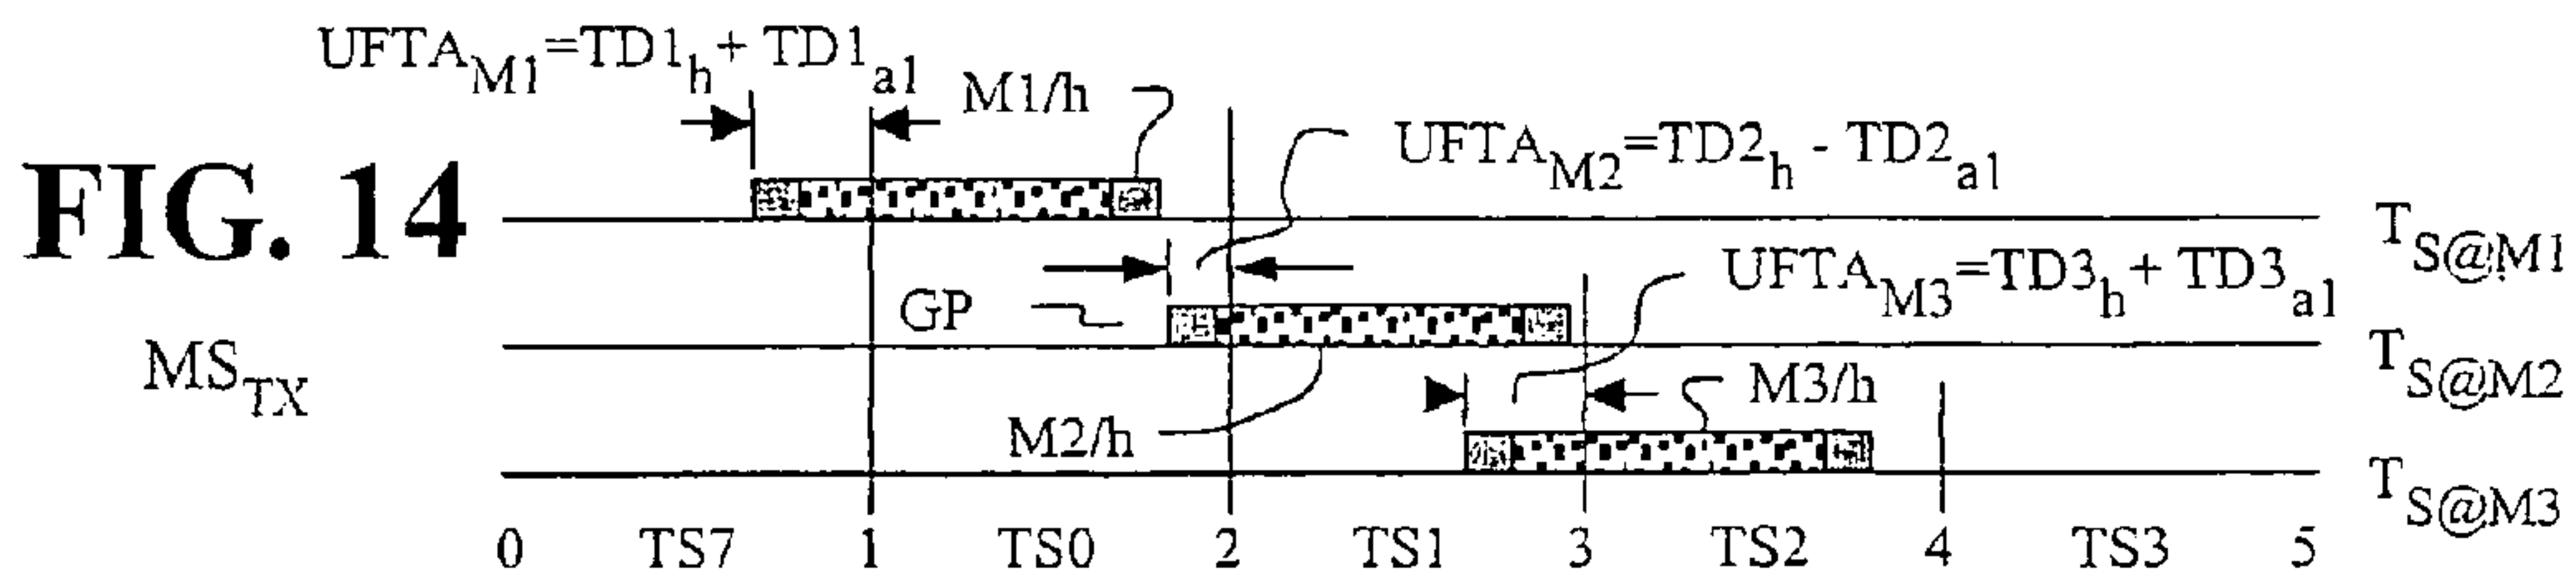 UFTA_M1=TD1_h + TD1_a1
M1/h
UFTA_M2=TD2_h - TD2_a1
FIG. 14
T_S@M1
UFTA_M3=TD3_h + TD3_a1
GP
MS_TX
T_S@M2
M3/h
M2/h
T_S@M3
0 TS7 1 TS0 2 TS1 3 TS2 4 TS3 5